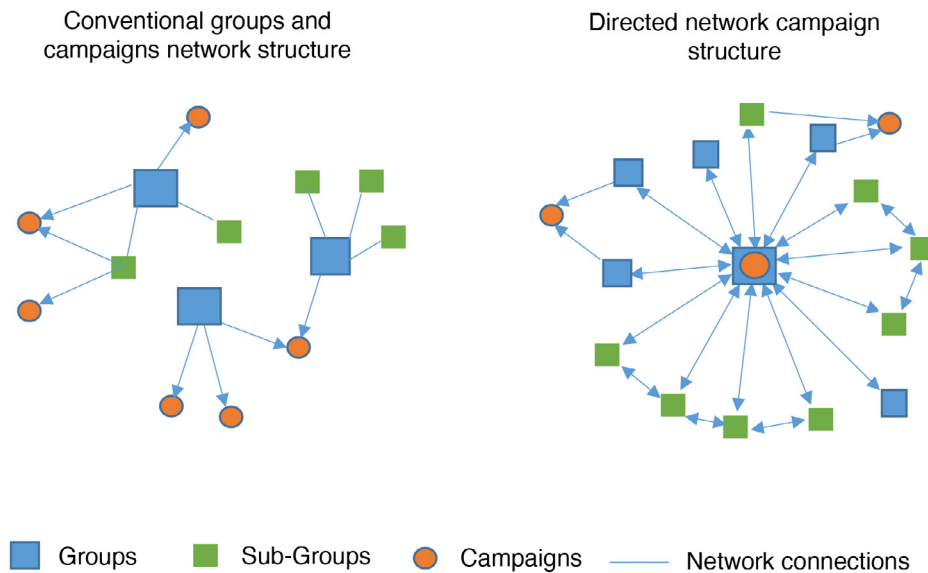 Conventional groups and
campaigns network structure
Directed network campaign
structure
Groups
Sub-Groups
Campaigns
Network connections